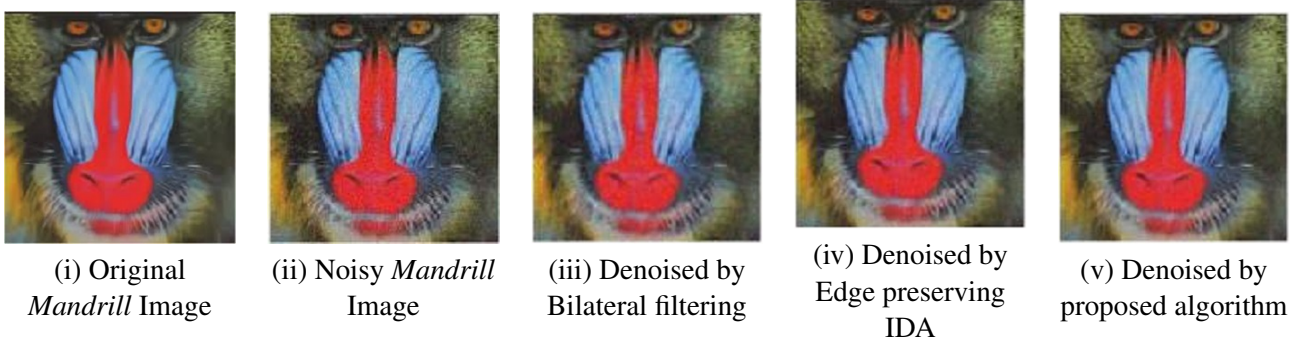 (i) Original
Mandrill Image
(ii) Noisy Mandrill
Image
(iii) Denoised by
Bilateral filtering
(iv) Denoised by
Edge preserving
IDA
(v) Denoised by
proposed algorithm